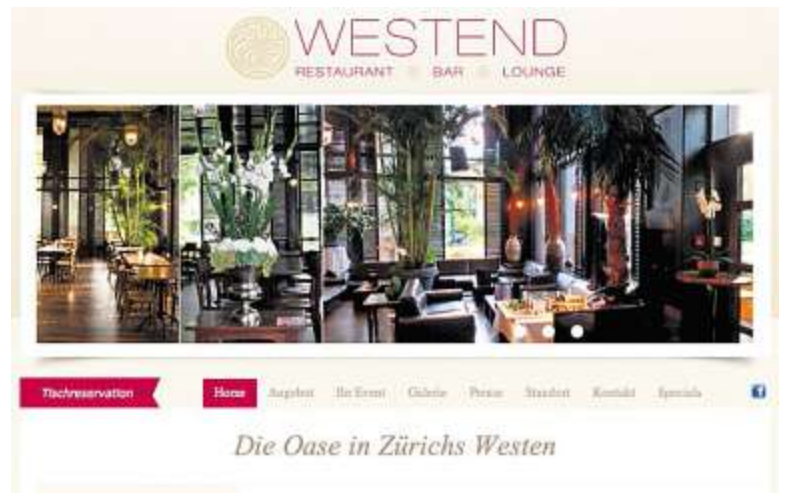 WESTEND
RESTAURANT BAR LOUNGE
Tischreservation Home Angebot Ihr Event Galerie Presse Standort Kontakt Specials f
Die Oase in Zürichs Westen